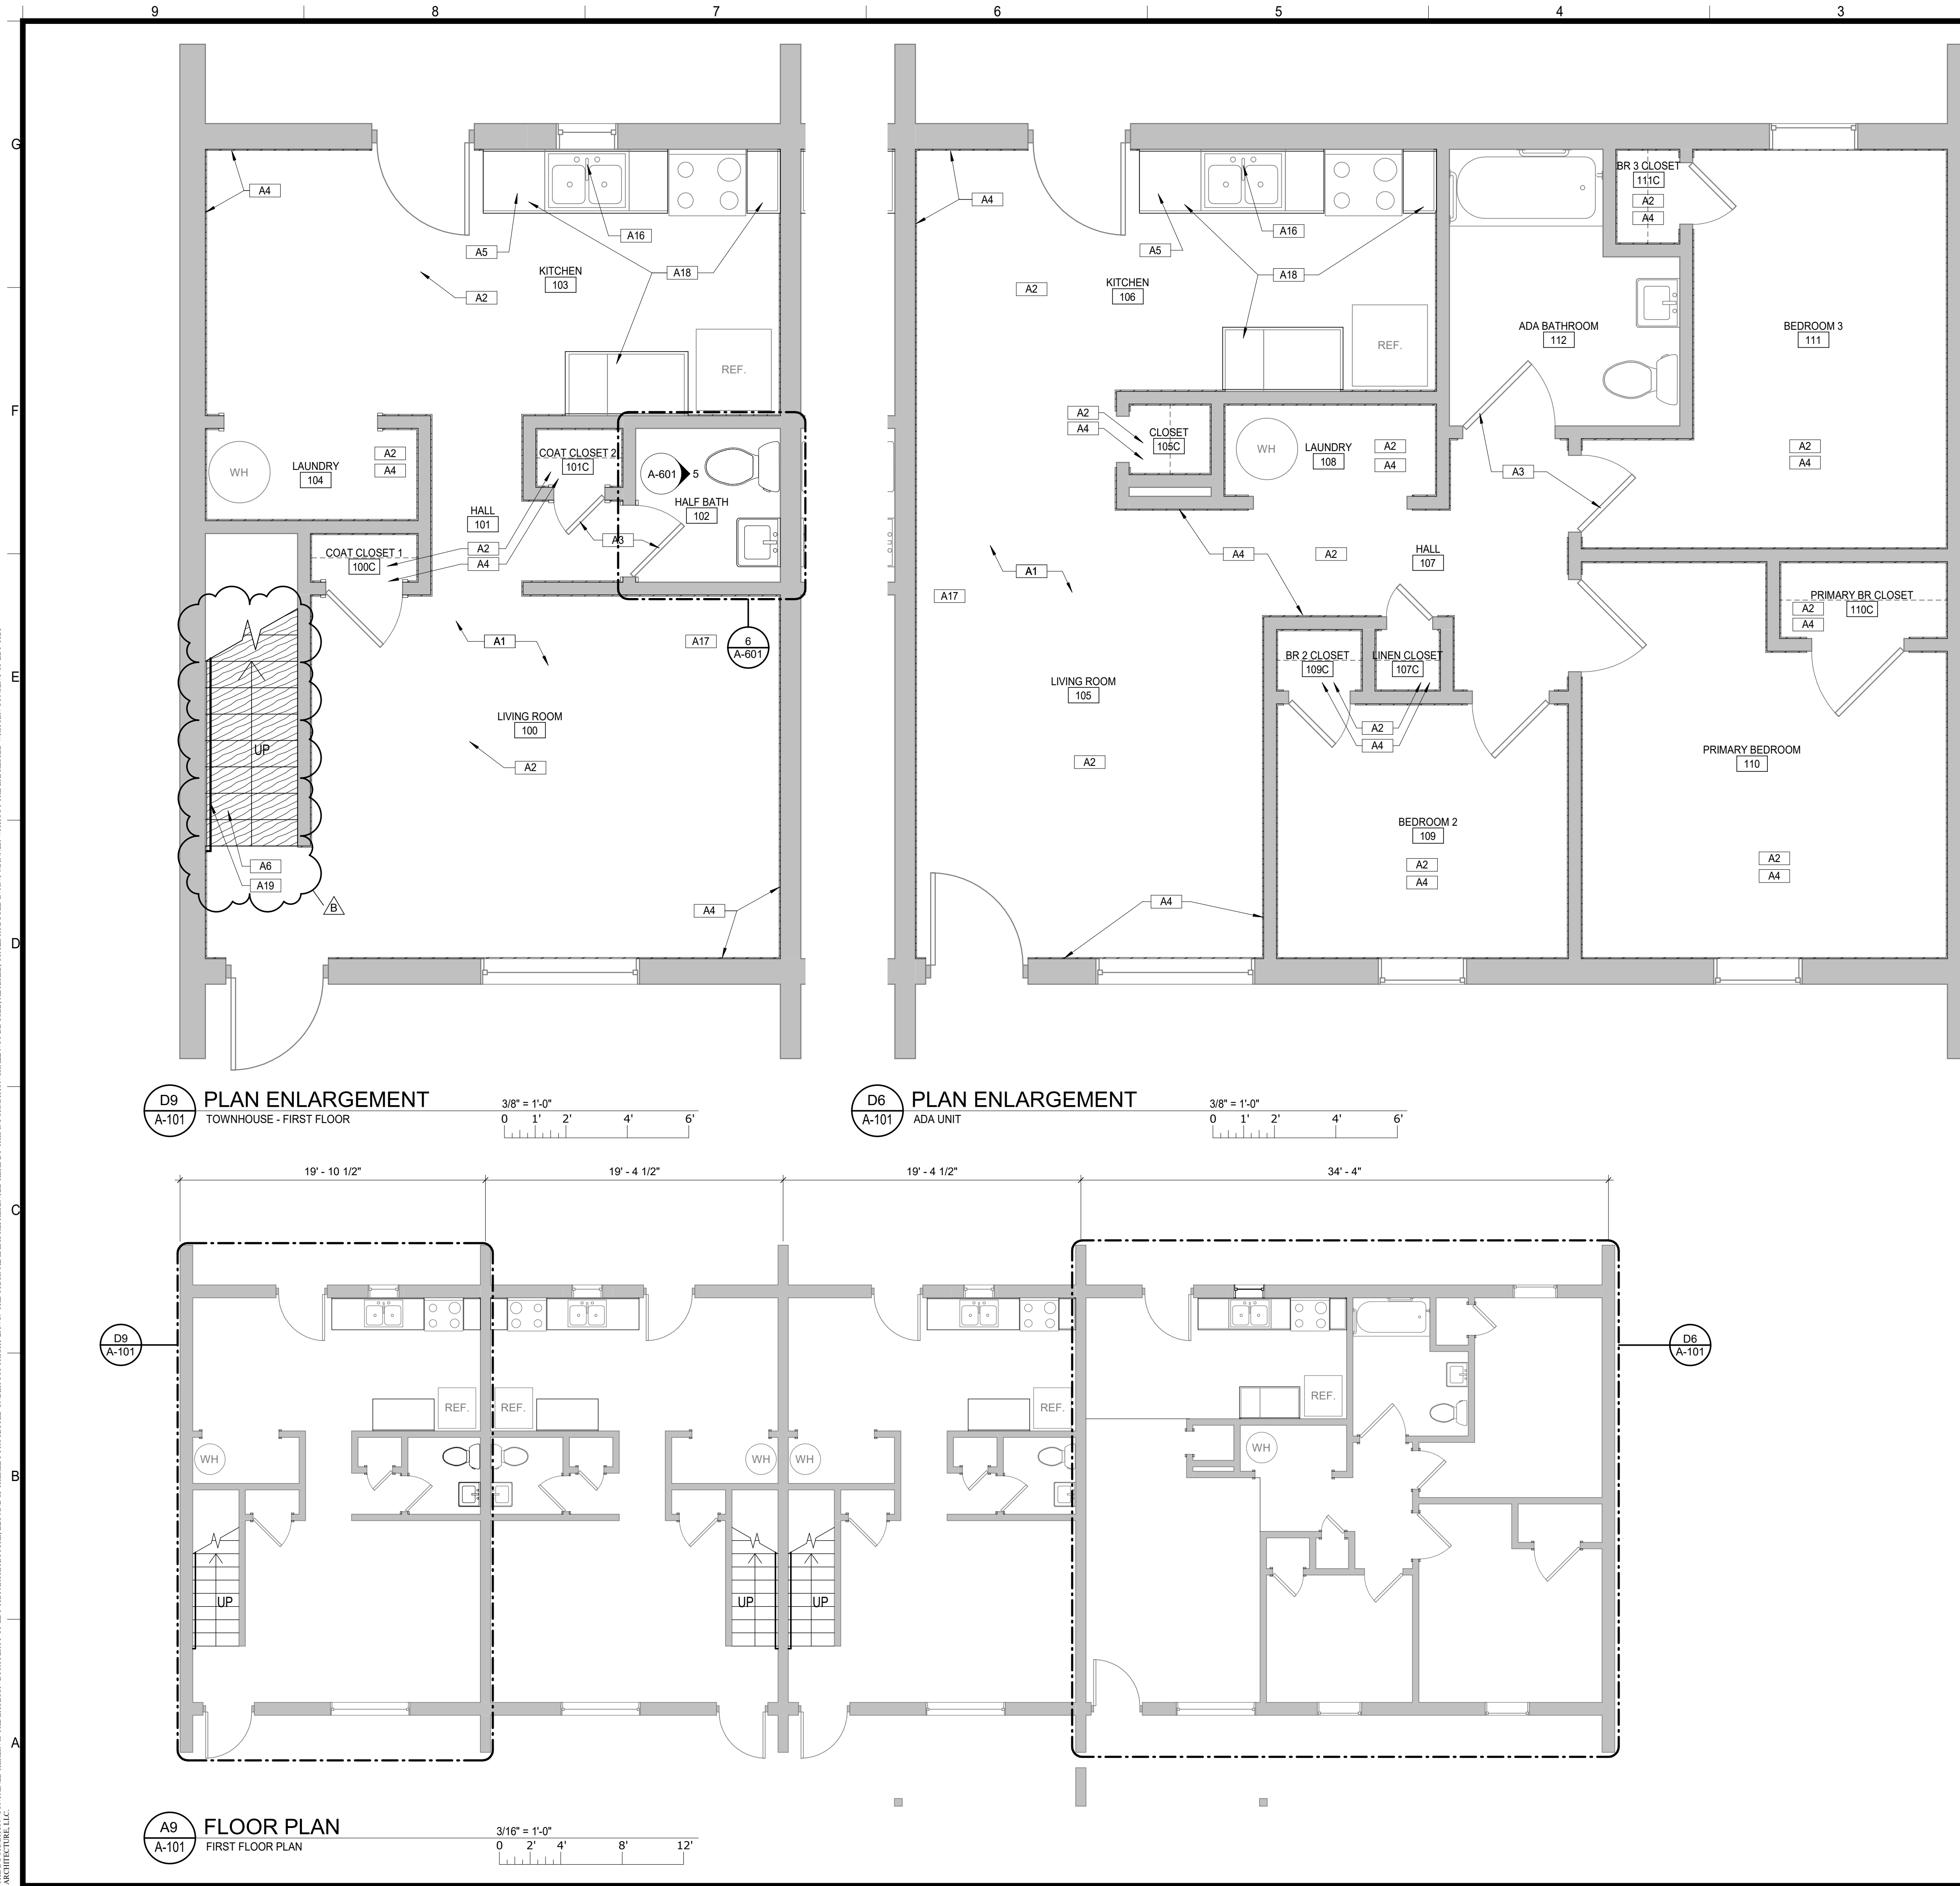 9 8 7 6 5 4 3
G
F
E
D
C
B
A
A4
A5
A16
A18
KITCHEN
103
A2
REF.
WH
LAUNDRY
104
A2
A4
COAT CLOSET 2
101C
A-601
5
HALF BATH
102
HALL
101
A3
A2
A4
COAT CLOSET 1
100C
A1
A17
6
A-601
LIVING ROOM
100
A2
UP
A6
A19
B
A4
A4
A5
A16
A18
KITCHEN
106
A2
REF.
BR 3 CLOSET
111C
A2
A4
ADA BATHROOM
112
BEDROOM 3
111
A2
A4
A2
A4
CLOSET
105C
WH
LAUNDRY
108
A2
A4
A3
A4
A2
HALL
107
A1
A17
PRIMARY BR CLOSET
110C
A2
A4
BR 2 CLOSET
109C
LINEN CLOSET
107C
A2
A4
LIVING ROOM
105
A2
PRIMARY BEDROOM
110
A2
A4
BEDROOM 2
109
A2
A4
A4
D9
A-101
PLAN ENLARGEMENT
TOWNHOUSE - FIRST FLOOR
3/8" = 1'-0"
0 1' 2' 4' 6'
D6
A-101
PLAN ENLARGEMENT
ADA UNIT
3/8" = 1'-0"
0 1' 2' 4' 6'
19' - 10 1/2"
19' - 4 1/2"
19' - 4 1/2"
34' - 4"
D9
A-101
D6
A-101
REF.
REF.
REF.
REF.
WH
WH
WH
WH
UP
UP
UP
A9
A-101
FLOOR PLAN
FIRST FLOOR PLAN
3/16" = 1'-0"
0 2' 4' 8' 12'
ARCHITECTURE, LLC.